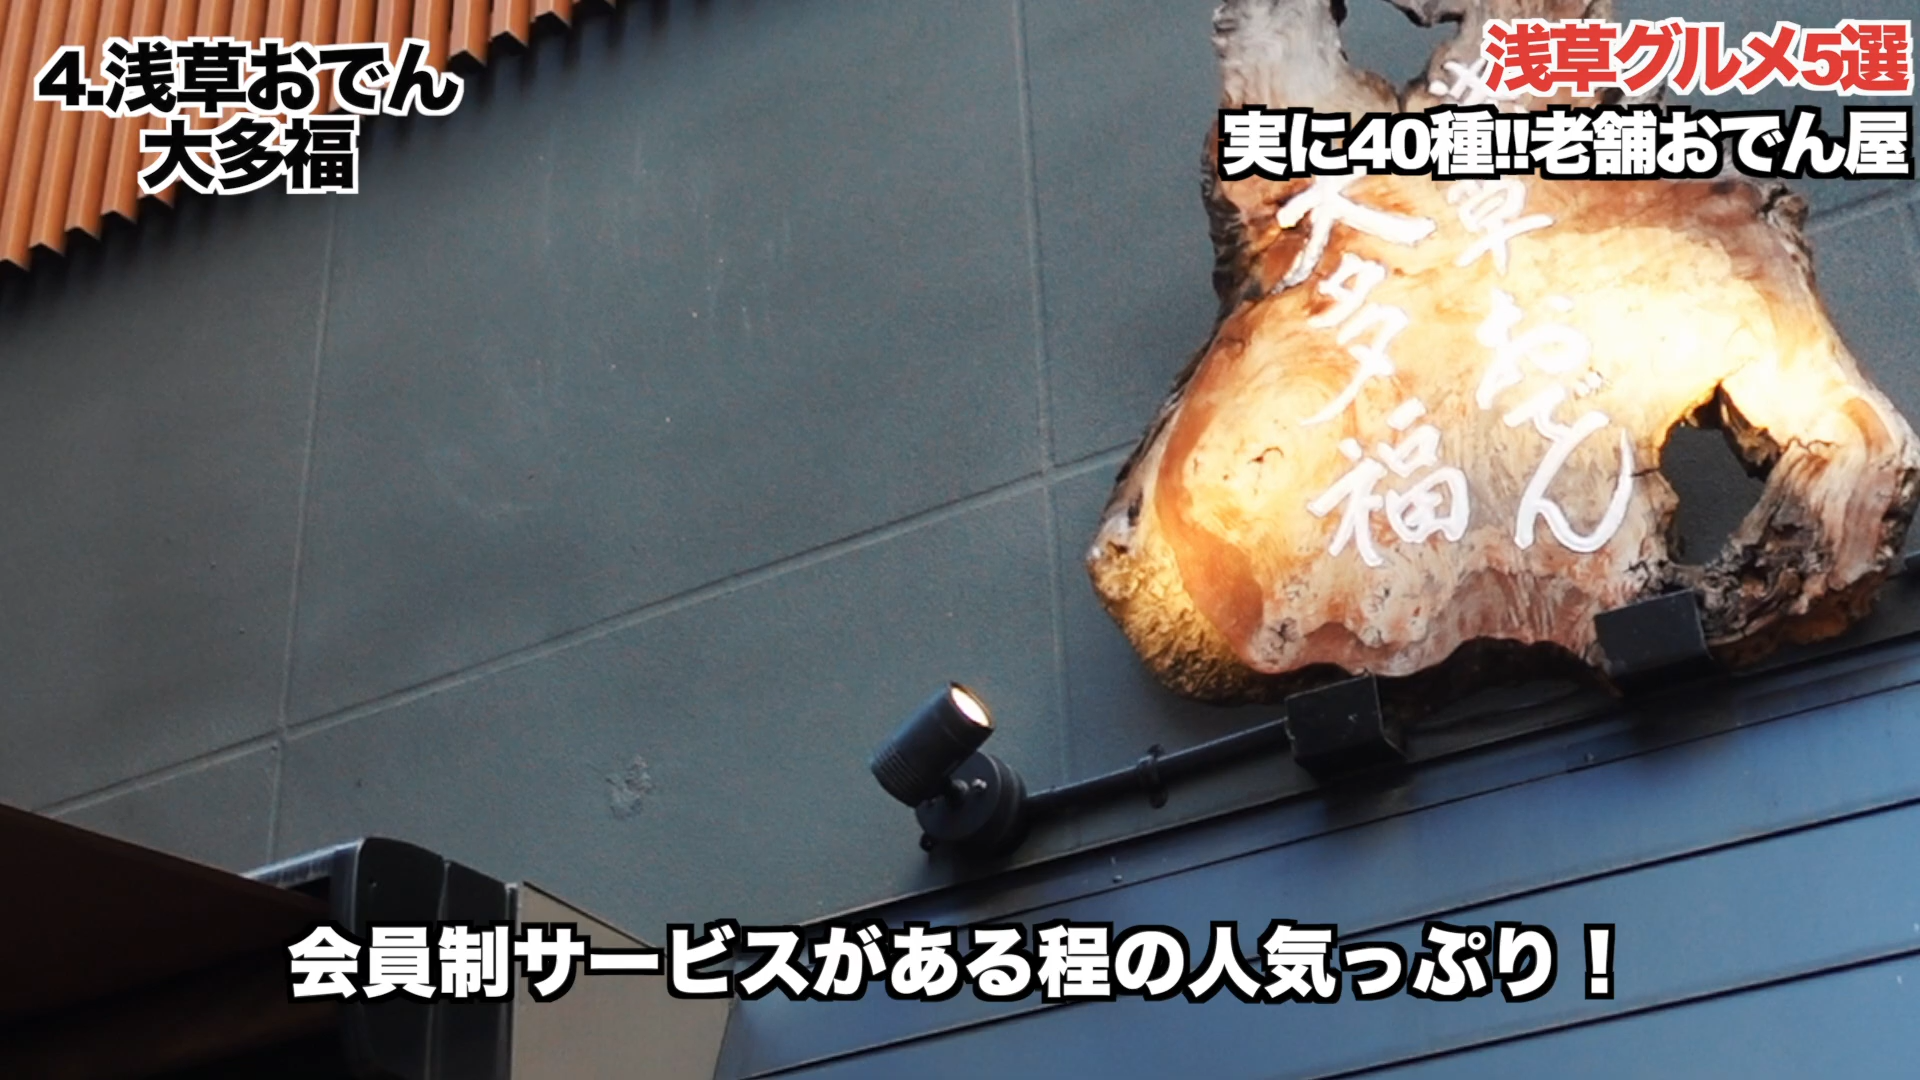 4.浅草おでん
大多福
浅草グルメ5選
実に40種!!老舗おでん屋
浅草おでん
大多福
会員制サービスがある程の人気っぷり！